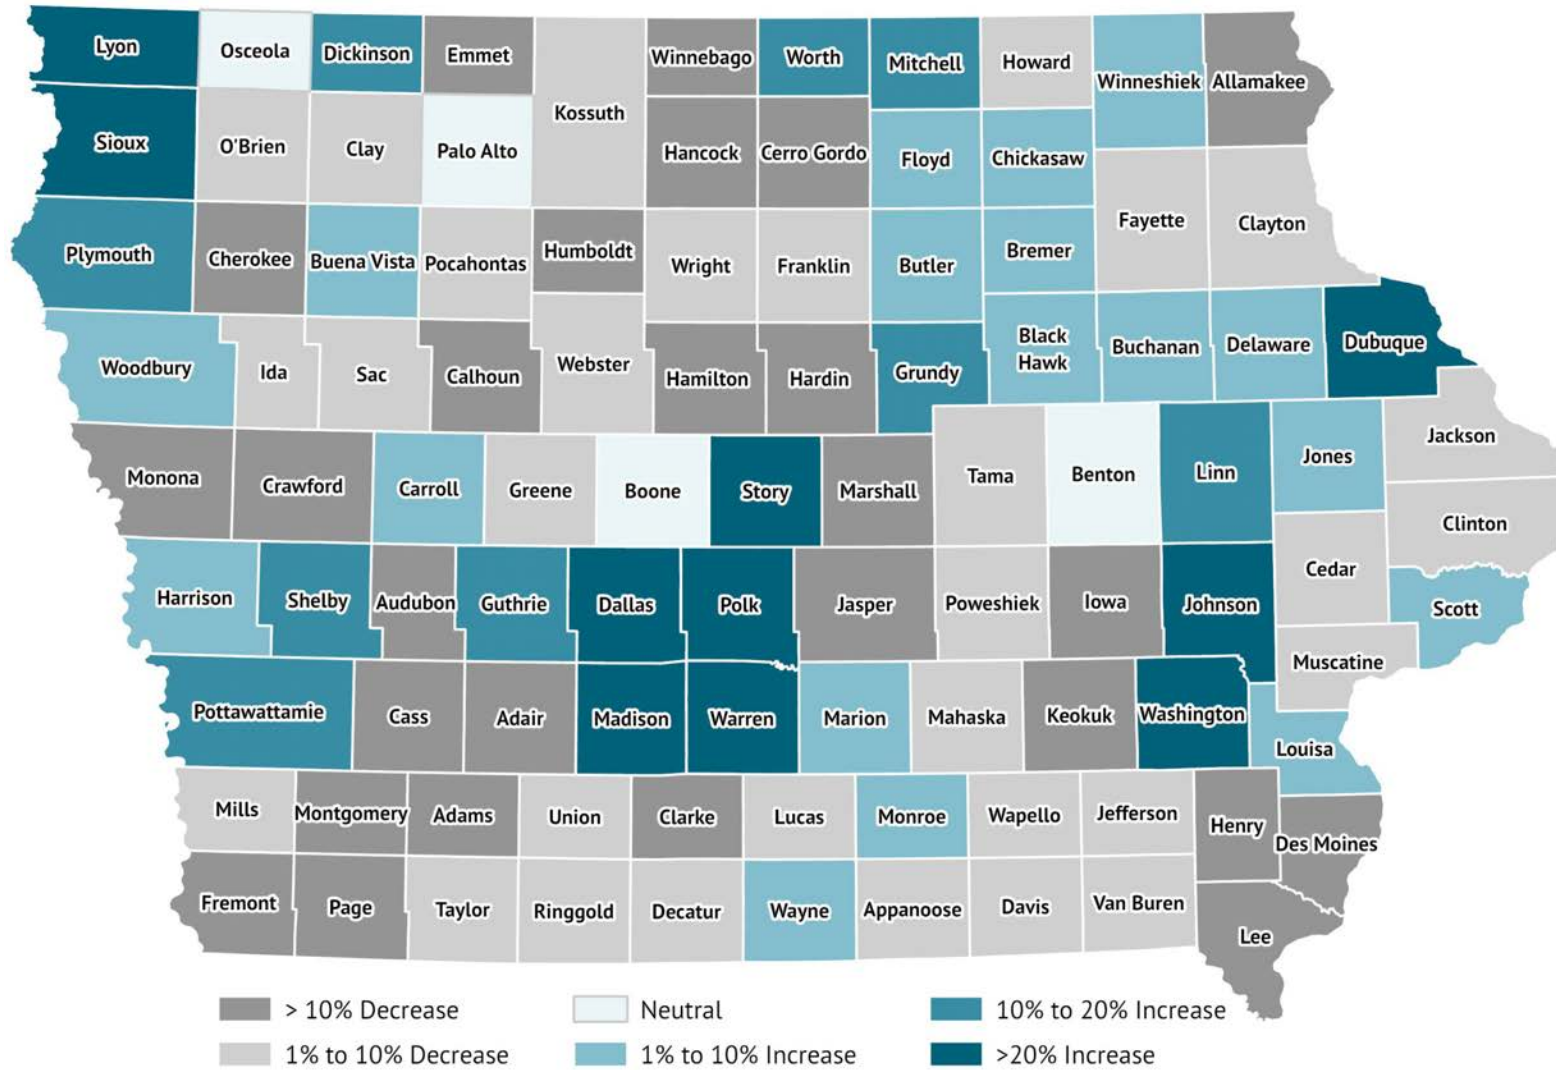 Lyon
Osceola
Dickinson
Emmet
Winnebago
Worth
Mitchell
Howard
Winneshiek
Allamakee
Kossuth
Sioux
O'Brien
Clay
Palo Alto
Hancock
Cerro Gordo
Floyd
Chickasaw
Fayette
Clayton
Plymouth
Cherokee
Buena Vista
Pocahontas
Humboldt
Wright
Franklin
Butler
Bremer
Woodbury
Ida
Sac
Calhoun
Webster
Hamilton
Hardin
Grundy
Black
Hawk
Buchanan
Delaware
Dubuque
Monona
Crawford
Carroll
Greene
Boone
Story
Marshall
Tama
Benton
Linn
Jones
Jackson
Clinton
Harrison
Shelby
Audubon
Guthrie
Dallas
Polk
Jasper
Poweshiek
Iowa
Johnson
Cedar
Scott
Muscatine
Pottawattamie
Cass
Adair
Madison
Warren
Marion
Mahaska
Keokuk
Washington
Louisa
Mills
Montgomery
Adams
Union
Clarke
Lucas
Monroe
Wapello
Jefferson
Henry
Des Moines
Fremont
Page
Taylor
Ringgold
Decatur
Wayne
Appanoose
Davis
Van Buren
Lee
> 10% Decrease
Neutral
10% to 20% Increase
1% to 10% Decrease
1% to 10% Increase
>20% Increase